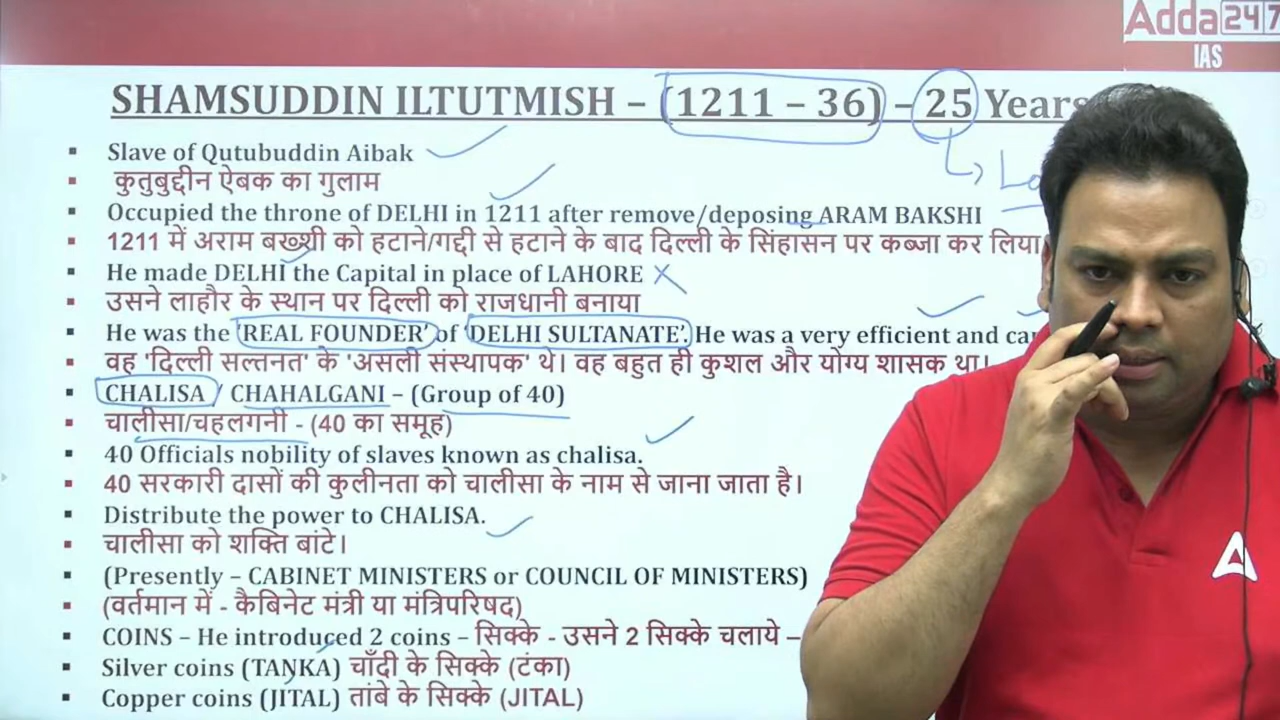 Adda247
IAS
SHAMSUDDIN ILTUTMISH – (1211 – 36) – 25 Years
▪ Slave of Qutubuddin Aibak
▪ कुतुबुद्दीन ऐबक का गुलाम
▪ Occupied the throne of DELHI in 1211 after remove/deposing ARAM BAKSHI
▪ 1211 में अराम बख्शी को हटाने/गद्दी से हटाने के बाद दिल्ली के सिंहासन पर कब्जा कर लिया
▪ He made DELHI the Capital in place of LAHORE
▪ उसने लाहौर के स्थान पर दिल्ली को राजधानी बनाया
▪ He was the 'REAL FOUNDER' of 'DELHI SULTANATE'. He was a very efficient and
▪ वह 'दिल्ली सल्तनत' के 'असली संस्थापक' थे। वह बहुत ही कुशल और योग्य शासक था।
▪ CHALISA / CHAHALGANI – (Group of 40)
▪ चालीसा/चहलगनी - (40 का समूह)
▪ 40 Officials nobility of slaves known as chalisa.
▪ 40 सरकारी दासों की कुलीनता को चालीसा के नाम से जाना जाता है।
▪ Distribute the power to CHALISA.
▪ चालीसा को शक्ति बांटे।
▪ (Presently – CABINET MINISTERS or COUNCIL OF MINISTERS)
▪ (वर्तमान में - कैबिनेट मंत्री या मंत्रिपरिषद)
▪ COINS – He introduced 2 coins – सिक्के - उसने 2 सिक्के चलाये –
▪ Silver coins (TANKA) चाँदी के सिक्के (टंका)
▪ Copper coins (JITAL) तांबे के सिक्के (JITAL)